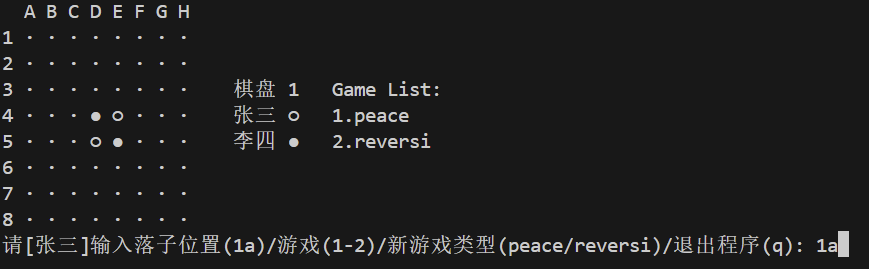 A B C D E F G H
1 · · · · · · · ·
2 · · · · · · · ·
3 · · · · · · · ·    棋盘 1   Game List:
4 · · · ● ○ · · ·    张三 ○   1.peace
5 · · · ○ ● · · ·    李四 ●   2.reversi
6 · · · · · · · ·
7 · · · · · · · ·
8 · · · · · · · ·
请[张三]输入落子位置(1a)/游戏(1-2)/新游戏类型(peace/reversi)/退出程序(q): 1a